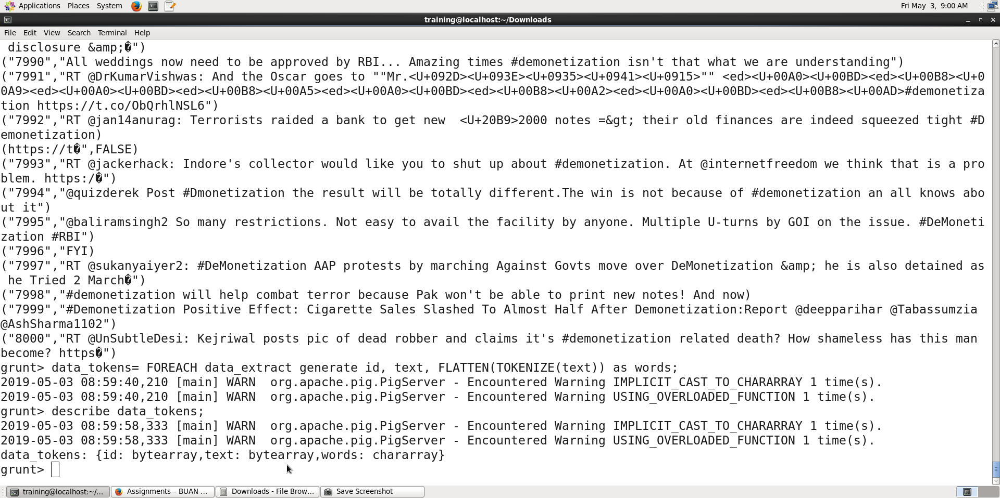 Applications Places System Fri May 3, 9:00 AM
training@localhost:~/Downloads
File Edit View Search Terminal Help
 disclosure &amp;�")
("7990","All weddings now need to be approved by RBI... Amazing times #demonetization isn't that what we are understanding")
("7991","RT @DrKumarVishwas: And the Oscar goes to ""Mr.<U+092D><U+093E><U+0935><U+0941><U+0915>"" <ed><U+00A0><U+00BD><ed><U+00B8><U+0
0A9><ed><U+00A0><U+00BD><ed><U+00B8><U+00A5><ed><U+00A0><U+00BD><ed><U+00B8><U+00A2><ed><U+00A0><U+00BD><ed><U+00B8><U+00AD>#demonetiza
tion https://t.co/ObQrhlNSL6")
("7992","RT @jan14anurag: Terrorists raided a bank to get new  <U+20B9>2000 notes =&gt; their old finances are indeed squeezed tight #D
emonetization)
(https://t�",FALSE)
("7993","RT @jackerhack: Indore's collector would like you to shut up about #demonetization. At @internetfreedom we think that is a pro
blem. https:/�")
("7994","@quizderek Post #Dmonetization the result will be totally different.The win is not because of #demonetization an all knows abo
ut it")
("7995","@baliramsingh2 So many restrictions. Not easy to avail the facility by anyone. Multiple U-turns by GOI on the issue. #DeMoneti
zation #RBI")
("7996","FYI)
("7997","RT @sukanyaiyer2: #DeMonetization AAP protests by marching Against Govts move over DeMonetization &amp; he is also detained as
 he Tried 2 March�")
("7998","#demonetization will help combat terror because Pak won't be able to print new notes! And now)
("7999","#Demonetization Positive Effect: Cigarette Sales Slashed To Almost Half After Demonetization:Report @deepparihar @Tabassumzia
@AshSharma1102")
("8000","RT @UnSubtleDesi: Kejriwal posts pic of dead robber and claims it's #demonetization related death? How shameless has this man
become? https�")
grunt> data_tokens= FOREACH data_extract generate id, text, FLATTEN(TOKENIZE(text)) as words;
2019-05-03 08:59:40,210 [main] WARN  org.apache.pig.PigServer - Encountered Warning IMPLICIT_CAST_TO_CHARARRAY 1 time(s).
2019-05-03 08:59:40,210 [main] WARN  org.apache.pig.PigServer - Encountered Warning USING_OVERLOADED_FUNCTION 1 time(s).
grunt> describe data_tokens;
2019-05-03 08:59:58,333 [main] WARN  org.apache.pig.PigServer - Encountered Warning IMPLICIT_CAST_TO_CHARARRAY 1 time(s).
2019-05-03 08:59:58,333 [main] WARN  org.apache.pig.PigServer - Encountered Warning USING_OVERLOADED_FUNCTION 1 time(s).
data_tokens: {id: bytearray,text: bytearray,words: chararray}
grunt>
training@localhost:~/... Assignments – BUAN ... Downloads - File Brow... Save Screenshot